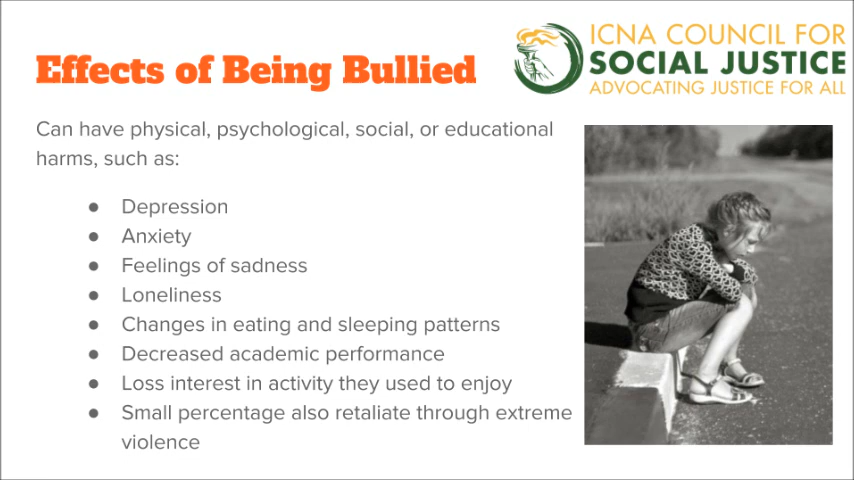 Effects of Being Bullied
ICNA COUNCIL FOR
SOCIAL JUSTICE
ADVOCATING JUSTICE FOR ALL
Can have physical, psychological, social, or educational
harms, such as:
● Depression
● Anxiety
● Feelings of sadness
● Loneliness
● Changes in eating and sleeping patterns
● Decreased academic performance
● Loss interest in activity they used to enjoy
● Small percentage also retaliate through extreme
violence